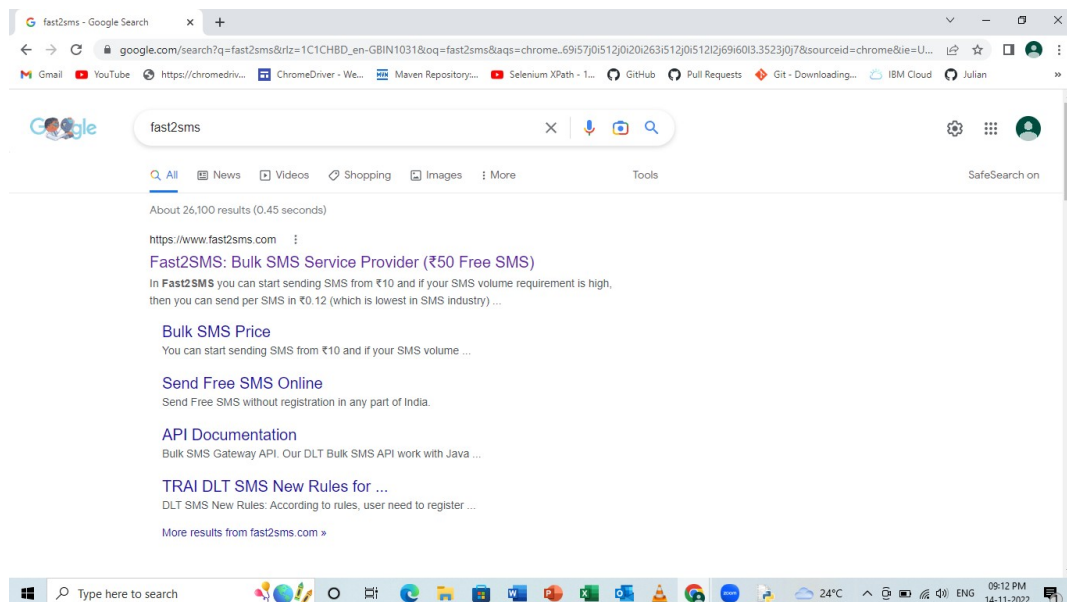 fast2sms - Google Search
google.com/search?q=fast2sms&rlz=1C1CHBD_en-GBIN1031&oq=fast2sms&aqs=chrome..69i57j0i512j0i20i263i512j0i512l2j69i60l3.3523j0j7&sourceid=chrome&ie=U...
Gmail YouTube https://chromedriv... ChromeDriver - We... Maven Repository:... Selenium XPath - 1... GitHub Pull Requests Git - Downloading... IBM Cloud Julian »
Google
fast2sms
All News Videos Shopping Images More Tools SafeSearch on
About 26,100 results (0.45 seconds)
https://www.fast2sms.com
Fast2SMS: Bulk SMS Service Provider (₹50 Free SMS)
In Fast2SMS you can start sending SMS from ₹10 and if your SMS volume requirement is high,
then you can send per SMS in ₹0.12 (which is lowest in SMS industry) ...
Bulk SMS Price
You can start sending SMS from ₹10 and if your SMS volume ...
Send Free SMS Online
Send Free SMS without registration in any part of India.
API Documentation
Bulk SMS Gateway API. Our DLT Bulk SMS API work with Java ...
TRAI DLT SMS New Rules for ...
DLT SMS New Rules: According to rules, user need to register ...
More results from fast2sms.com »
Type here to search 24°C ENG 09:12 PM
14-11-2022